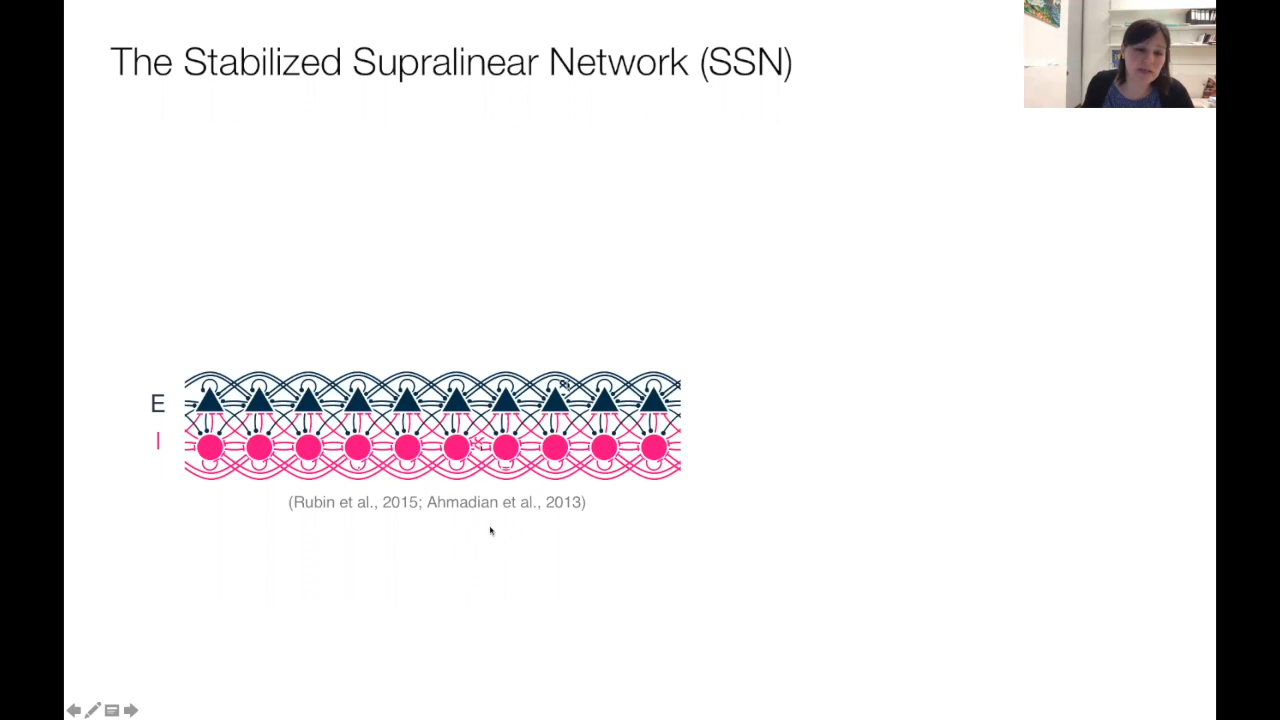 The Stabilized Supralinear Network (SSN)
E
I
(Rubin et al., 2015; Ahmadian et al., 2013)